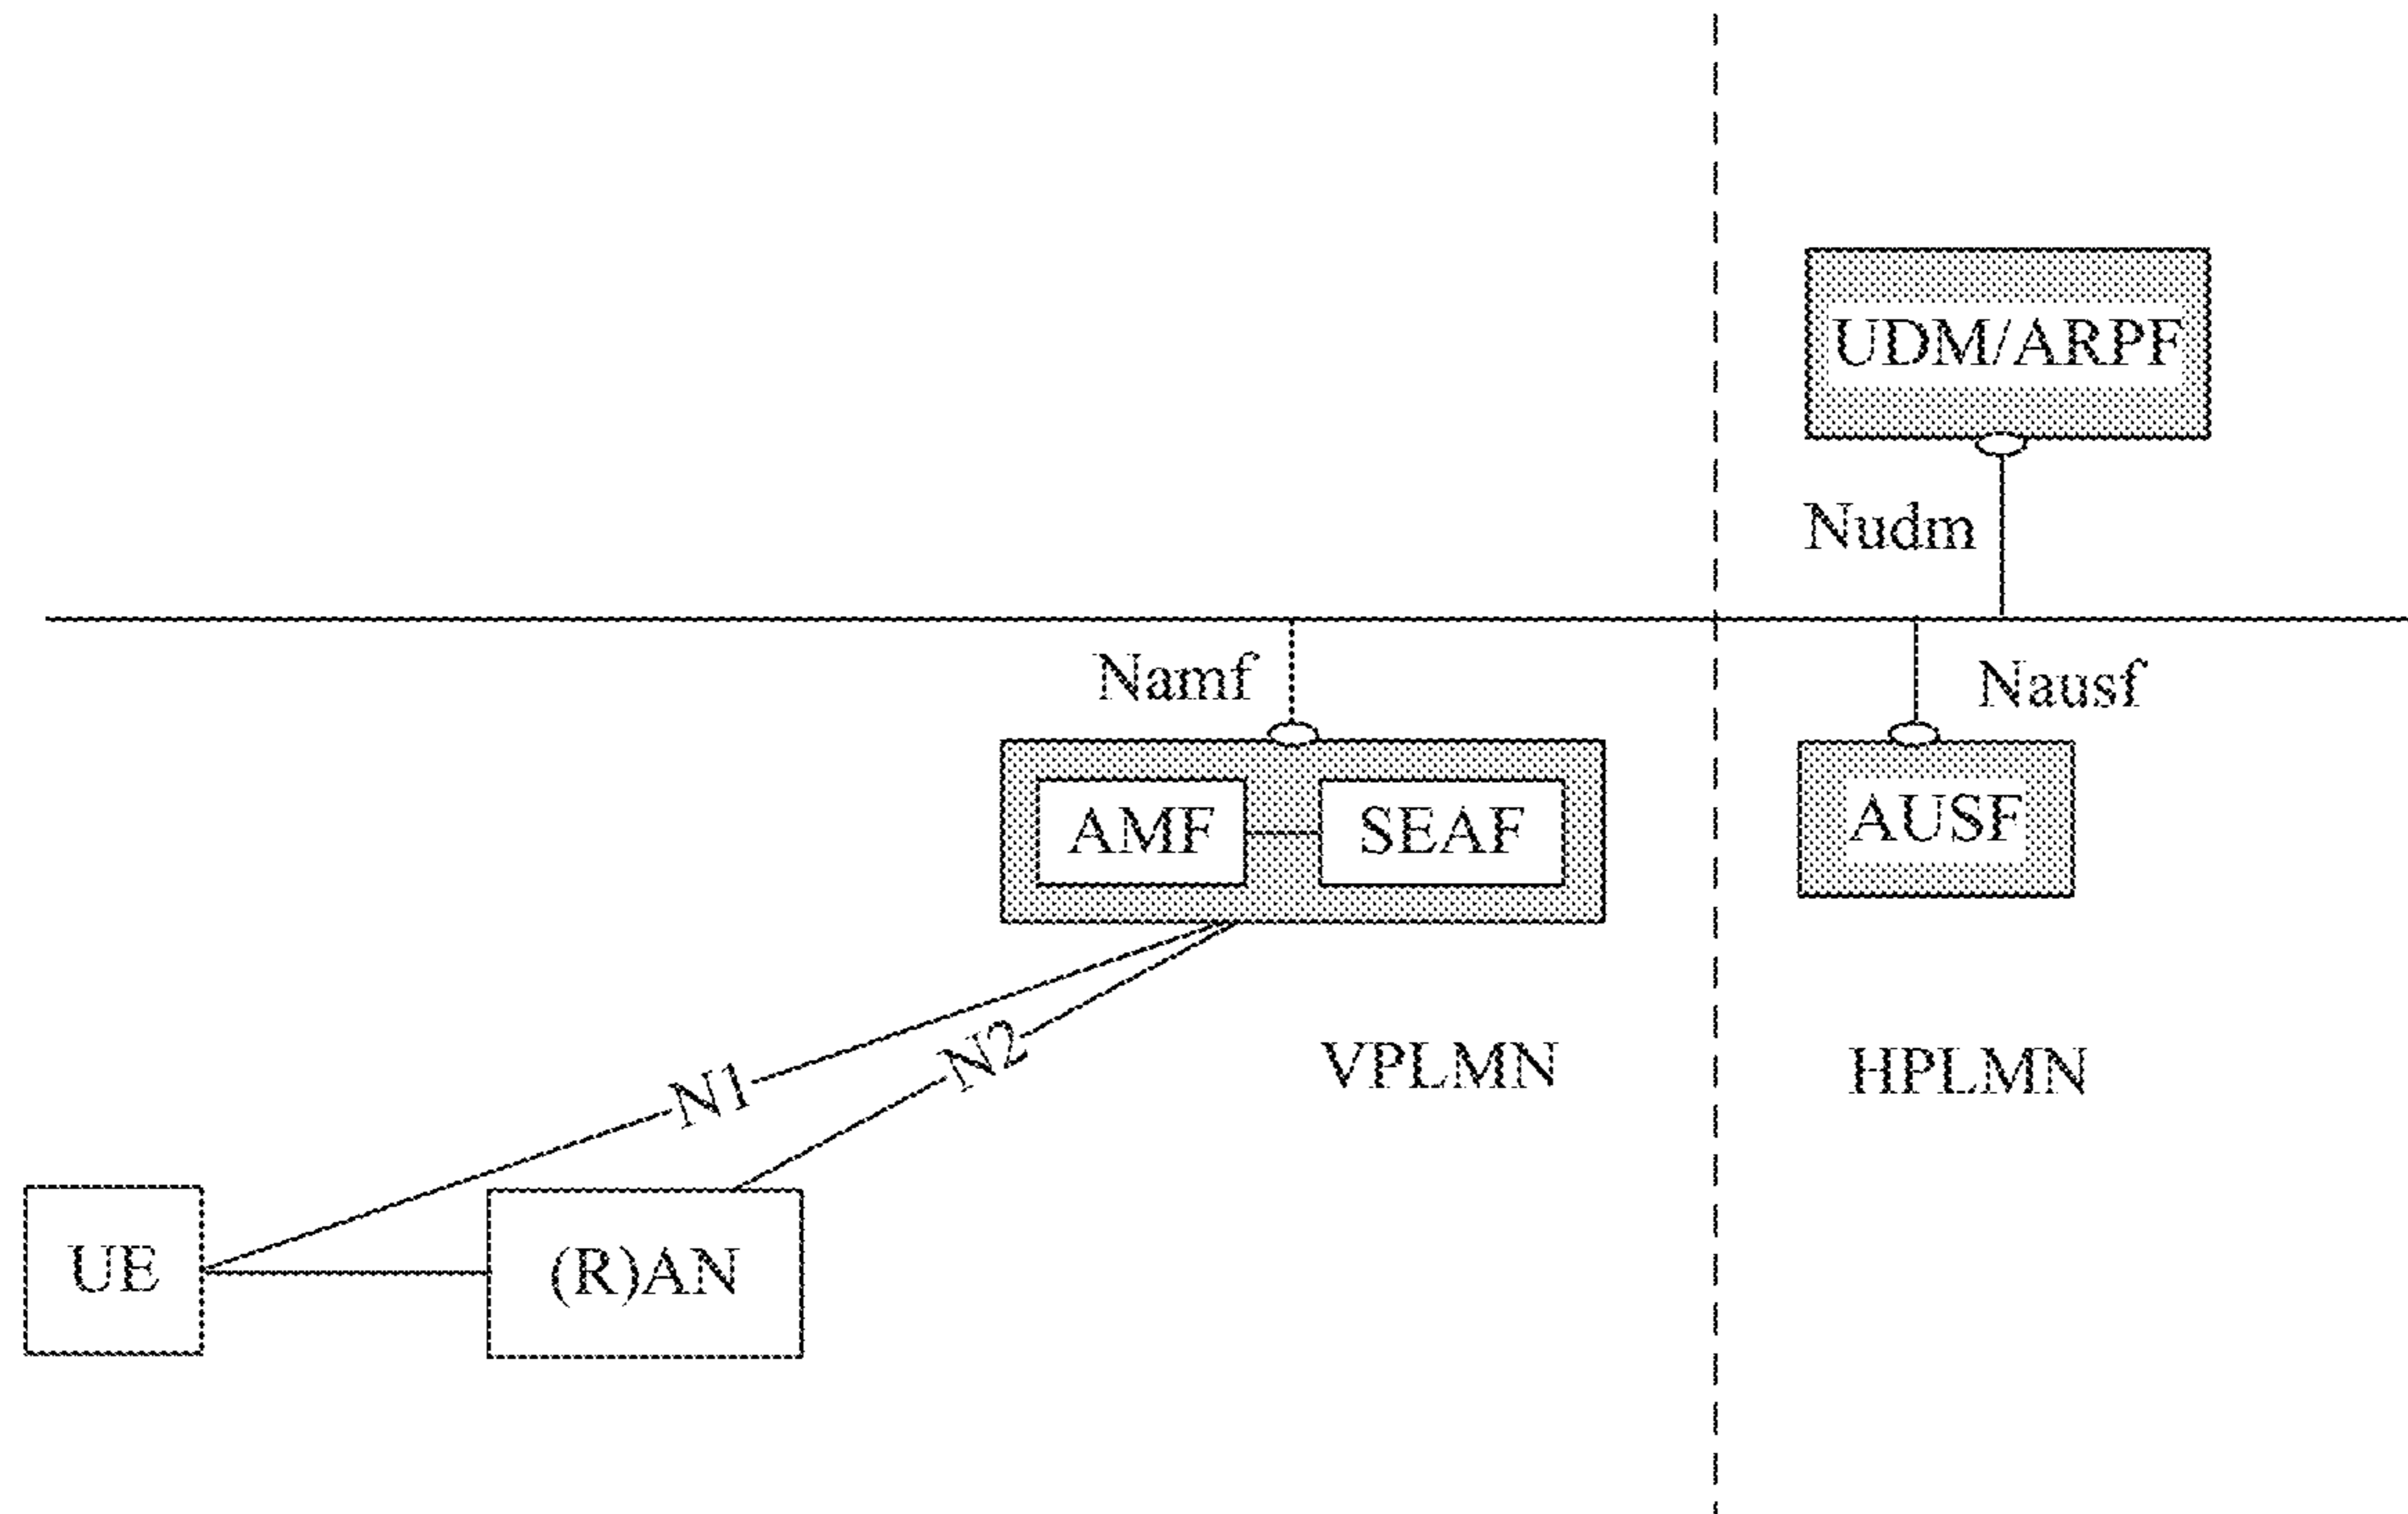 UDM/ARPF
Nudm
Namf
Nausf
AMF
SEAF
AUSF
N2
VPLMN
HPLMN
N1
UE
(R)AN